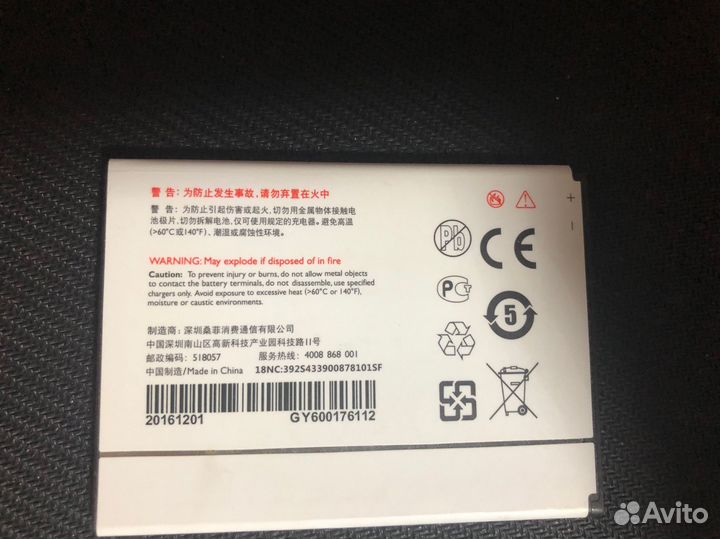 警 告: 为防止发生事故,请勿弃置在火中
警 告: 为防止引起伤害或起火,切勿用金属物体接触电
池极片,切勿拆解电池,仅可使用规定的充电器。避免高温
(>60°C或140°F)、潮湿或腐蚀性环境。
WARNING: May explode if disposed of in fire
Caution: To prevent injury or burns, do not allow metal objects
to contact the battery terminals, do not disassemble, use specified
chargers only. Avoid exposure to excessive heat (>60°C or 140°F),
moisture or caustic environments.
制造商: 深圳桑菲消费通信有限公司
中国深圳南山区高新科技产业园科技路11号
邮政编码: 518057 服务热线: 4008 868 001
中国制造/ Made in China 18NC:392S433900878101SF
20161201 GY600176112
+
-
Pb
CE
PCT
5
Avito